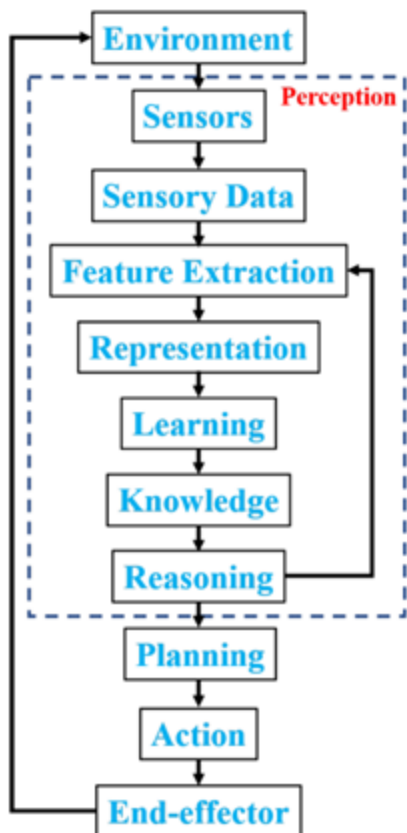 Environment
Perception
Sensors
Sensory Data
Feature Extraction
Representation
Learning
Knowledge
Reasoning
Planning
Action
End-effector